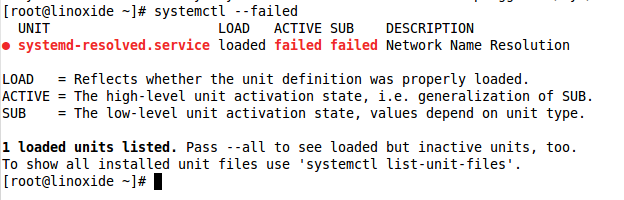 [root@linoxide ~]# systemctl --failed
  UNIT                     LOAD   ACTIVE SUB    DESCRIPTION
● systemd-resolved.service loaded failed failed Network Name Resolution
LOAD   = Reflects whether the unit definition was properly loaded.
ACTIVE = The high-level unit activation state, i.e. generalization of SUB.
SUB    = The low-level unit activation state, values depend on unit type.
1 loaded units listed. Pass --all to see loaded but inactive units, too.
To show all installed unit files use 'systemctl list-unit-files'.
[root@linoxide ~]#